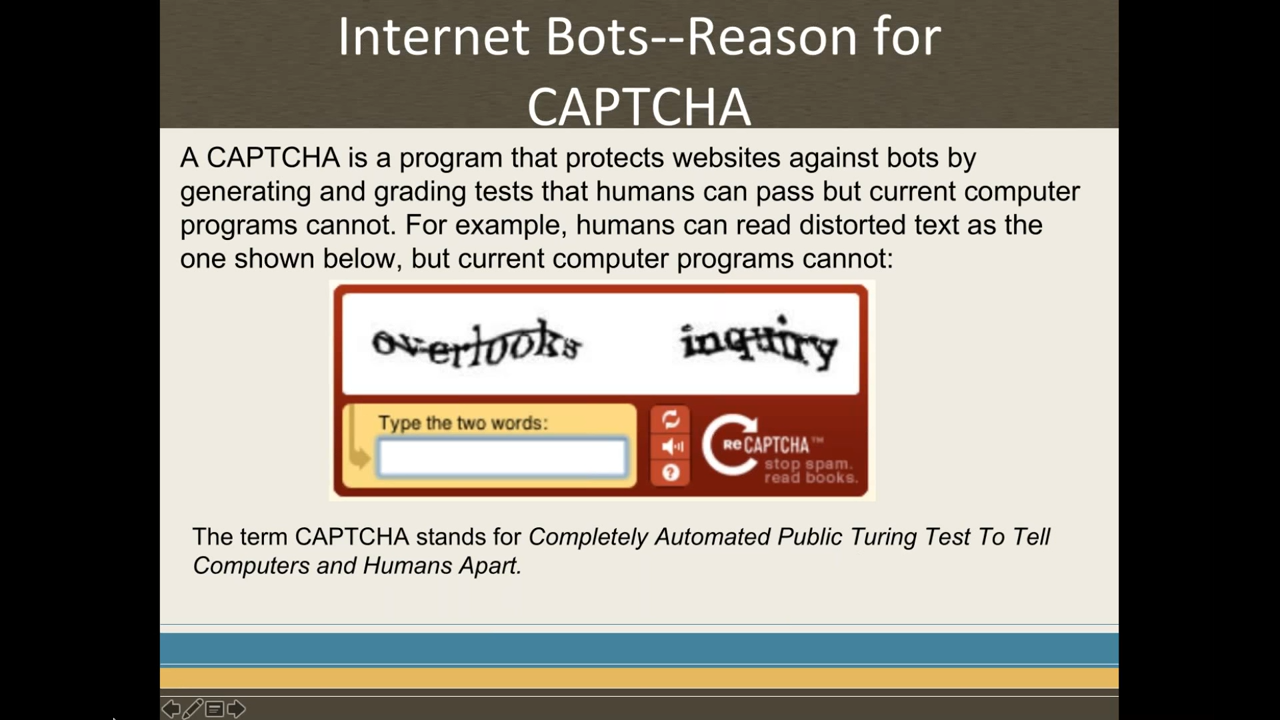 Internet Bots--Reason for
CAPTCHA
A CAPTCHA is a program that protects websites against bots by
generating and grading tests that humans can pass but current computer
programs cannot. For example, humans can read distorted text as the
one shown below, but current computer programs cannot:
overlooks inquiry
Type the two words:
ReCAPTCHA™
stop spam.
read books.
The term CAPTCHA stands for Completely Automated Public Turing Test To Tell
Computers and Humans Apart.